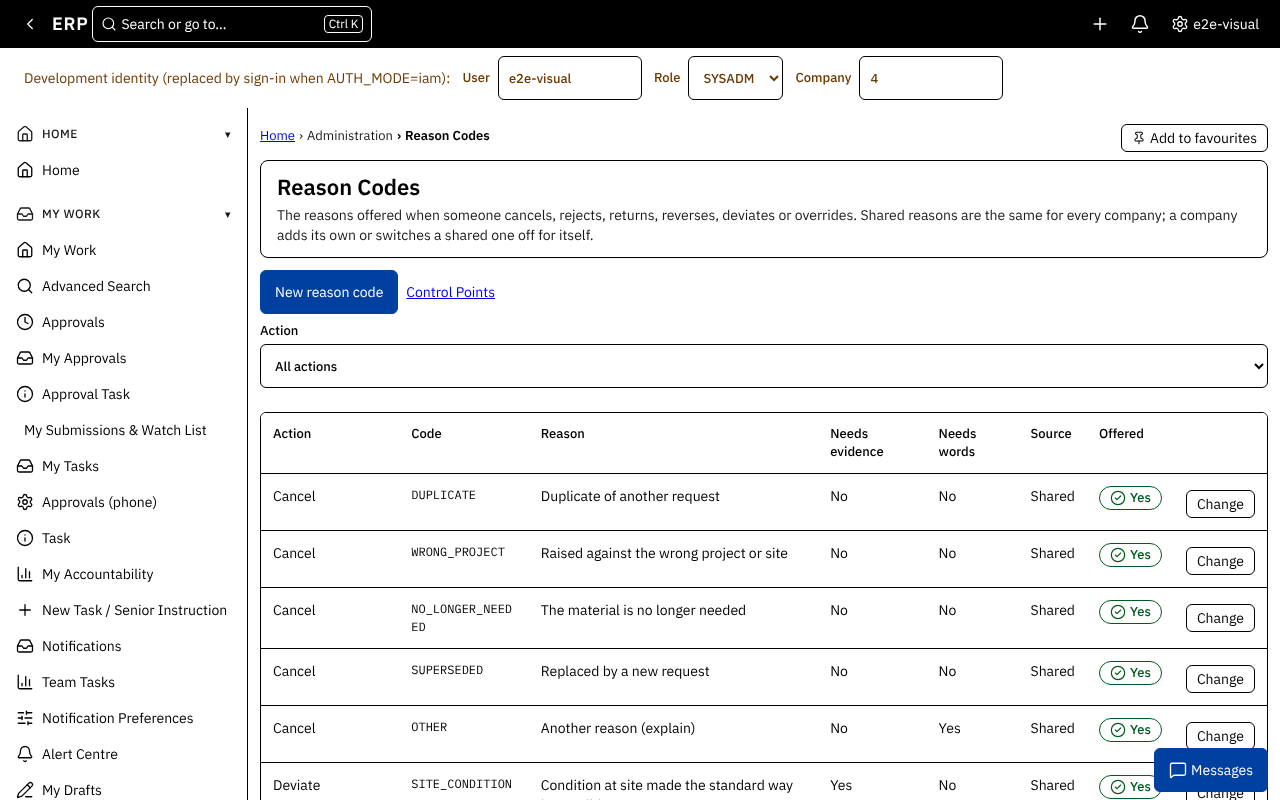 ERP
Search or go to...
Ctrl K
e2e-visual
Development identity (replaced by sign-in when AUTH_MODE=iam):
User
e2e-visual
Role
SYSADM
Company
4
HOME
Home
MY WORK
My Work
Advanced Search
Approvals
My Approvals
Approval Task
My Submissions & Watch List
My Tasks
Approvals (phone)
Task
My Accountability
New Task / Senior Instruction
Notifications
Team Tasks
Notification Preferences
Alert Centre
My Drafts
Home › Administration › Reason Codes
Add to favourites
Reason Codes
The reasons offered when someone cancels, rejects, returns, reverses, deviates or overrides. Shared reasons are the same for every company; a company
adds its own or switches a shared one off for itself.
New reason code
Control Points
Action
All actions
Action Code Reason Needs evidence Needs words Source Offered
Cancel DUPLICATE Duplicate of another request No No Shared Yes Change
Cancel WRONG_PROJECT Raised against the wrong project or site No No Shared Yes Change
Cancel NO_LONGER_NEED
ED The material is no longer needed No No Shared Yes Change
Cancel SUPERSEDED Replaced by a new request No No Shared Yes Change
Cancel OTHER Another reason (explain) No Yes Shared Yes Change
Deviate SITE_CONDITION Condition at site made the standard way Yes No Shared Yes Change
Messages